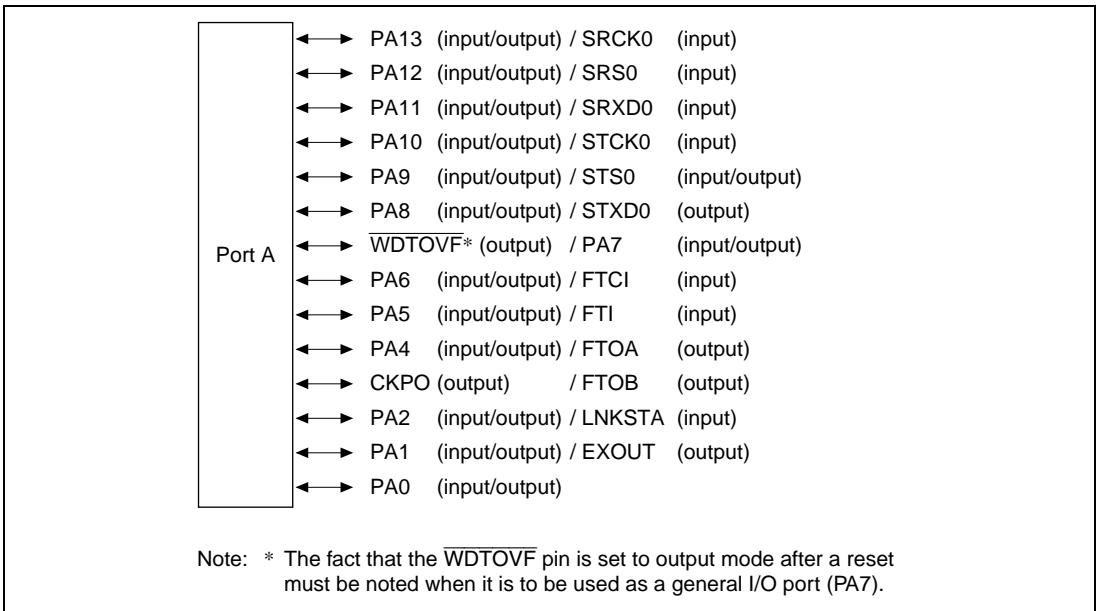 PA13 (input/output) / SRCK0 (input)
PA12 (input/output) / SRS0 (input)
PA11 (input/output) / SRXD0 (input)
PA10 (input/output) / STCK0 (input)
PA9 (input/output) / STS0 (input/output)
PA8 (input/output) / STXD0 (output)
Port A
WDTOVF* (output) / PA7 (input/output)
PA6 (input/output) / FTCI (input)
PA5 (input/output) / FTI (input)
PA4 (input/output) / FTOA (output)
CKPO (output) / FTOB (output)
PA2 (input/output) / LNKSTA (input)
PA1 (input/output) / EXOUT (output)
PA0 (input/output)
Note: * The fact that the WDTOVF pin is set to output mode after a reset
must be noted when it is to be used as a general I/O port (PA7).